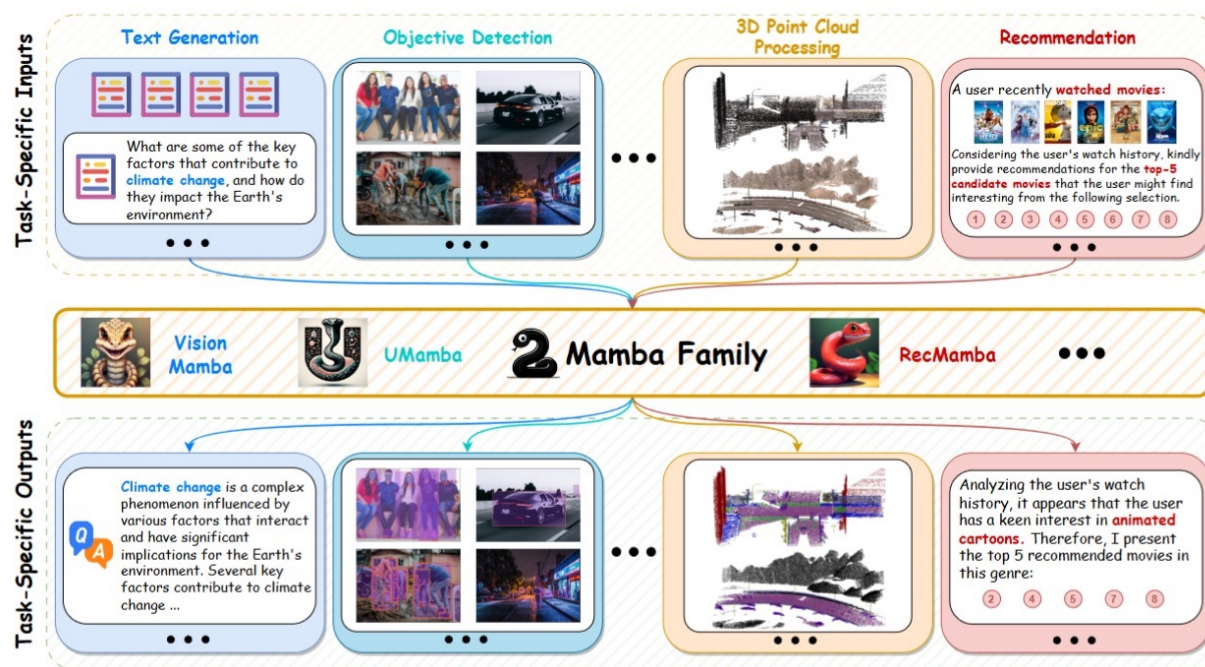 Task-Specific Inputs
Text Generation
What are some of the key
factors that contribute to
climate change, and how do
they impact the Earth's
environment?
Objective Detection
3D Point Cloud
Processing
Recommendation
A user recently watched movies:
Considering the user's watch history, kindly
provide recommendations for the top-5
candidate movies that the user might find
interesting from the following selection.
1 2 3 4 5 6 7 8
Vision
Mamba
UMamba
Mamba Family
RecMamba
Task-Specific Outputs
Q A
Climate change is a complex
phenomenon influenced by
various factors that interact
and have significant
implications for the Earth's
environment. Several key
factors contribute to climate
change ...
Analyzing the user's watch
history, it appears that the user
has a keen interest in animated
cartoons. Therefore, I present
the top 5 recommended movies in
this genre:
2 4 5 7 8